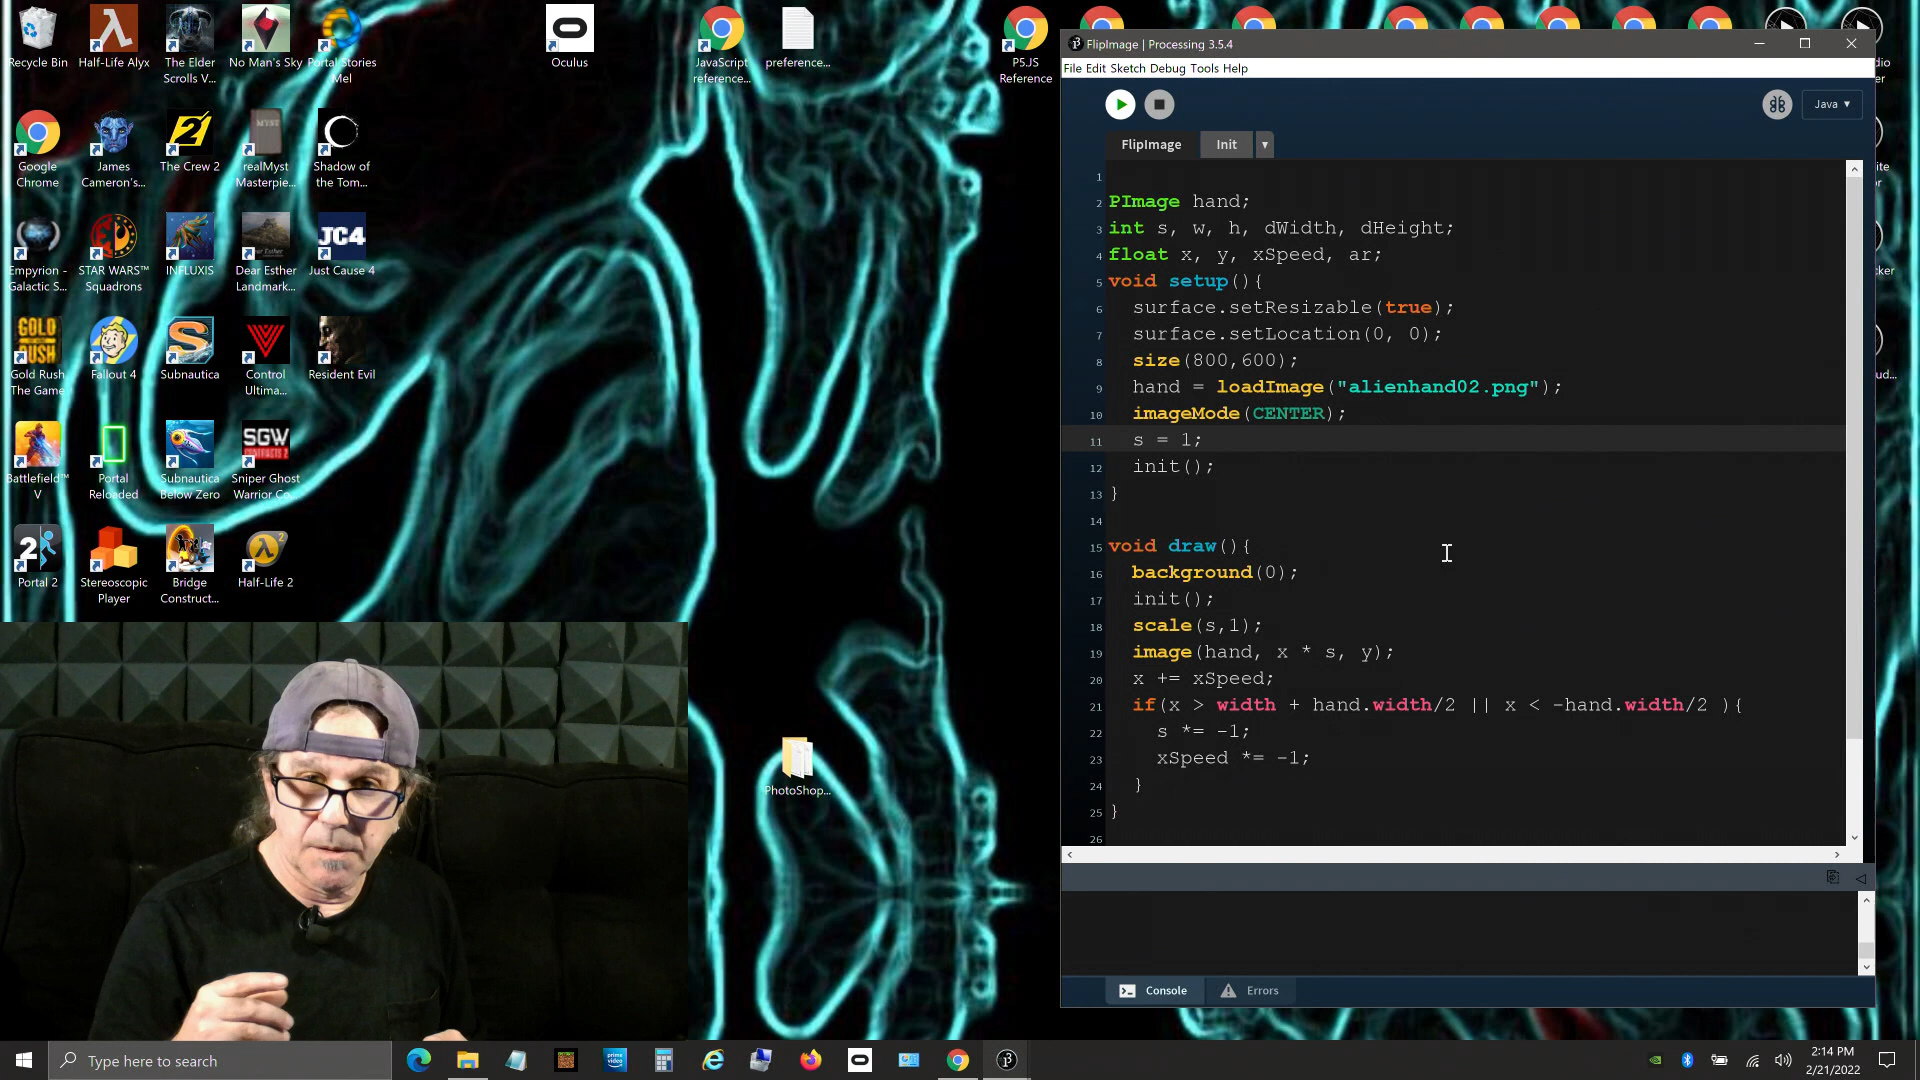 Recycle Bin
Half-Life Alyx
The Elder
Scrolls V...
No Man's Sky
Portal Stories
Mel
Oculus
JavaScript
reference...
preference...
P5.JS
Reference
Google
Chrome
James
Cameron's...
The Crew 2
MYST
realMyst
Masterpie...
Shadow of
the Tom...
Empyrion -
Galactic S...
STAR WARS™
Squadrons
INFLUXIS
Dear Esther
Landmark...
JC4
Just Cause 4
GOLD
RUSH
Gold Rush
The Game
Fallout 4
Subnautica
Control
Ultima...
Resident Evil
Battlefield™
V
Portal
Reloaded
Subnautica
Below Zero
SGW
Sniper Ghost
Warrior Co...
2
Portal 2
Stereoscopic
Player
Bridge
Construct...
Half-Life 2
PhotoShop...
FlipImage | Processing 3.5.4
File Edit Sketch Debug Tools Help
Java ▾
FlipImage
Init
▼
1
2 PImage hand;
3 int s, w, h, dWidth, dHeight;
4 float x, y, xSpeed, ar;
5 void setup(){
6 surface.setResizable(true);
7 surface.setLocation(0, 0);
8 size(800,600);
9 hand = loadImage("alienhand02.png");
10 imageMode(CENTER);
11 s = 1;
12 init();
13 }
14
15 void draw(){
16 background(0);
17 init();
18 scale(s,1);
19 image(hand, x * s, y);
20 x += xSpeed;
21 if(x > width + hand.width/2 || x < -hand.width/2 ){
22 s *= -1;
23 xSpeed *= -1;
24 }
25 }
26
Console
Errors
Type here to search
prime
video
2:14 PM
2/21/2022